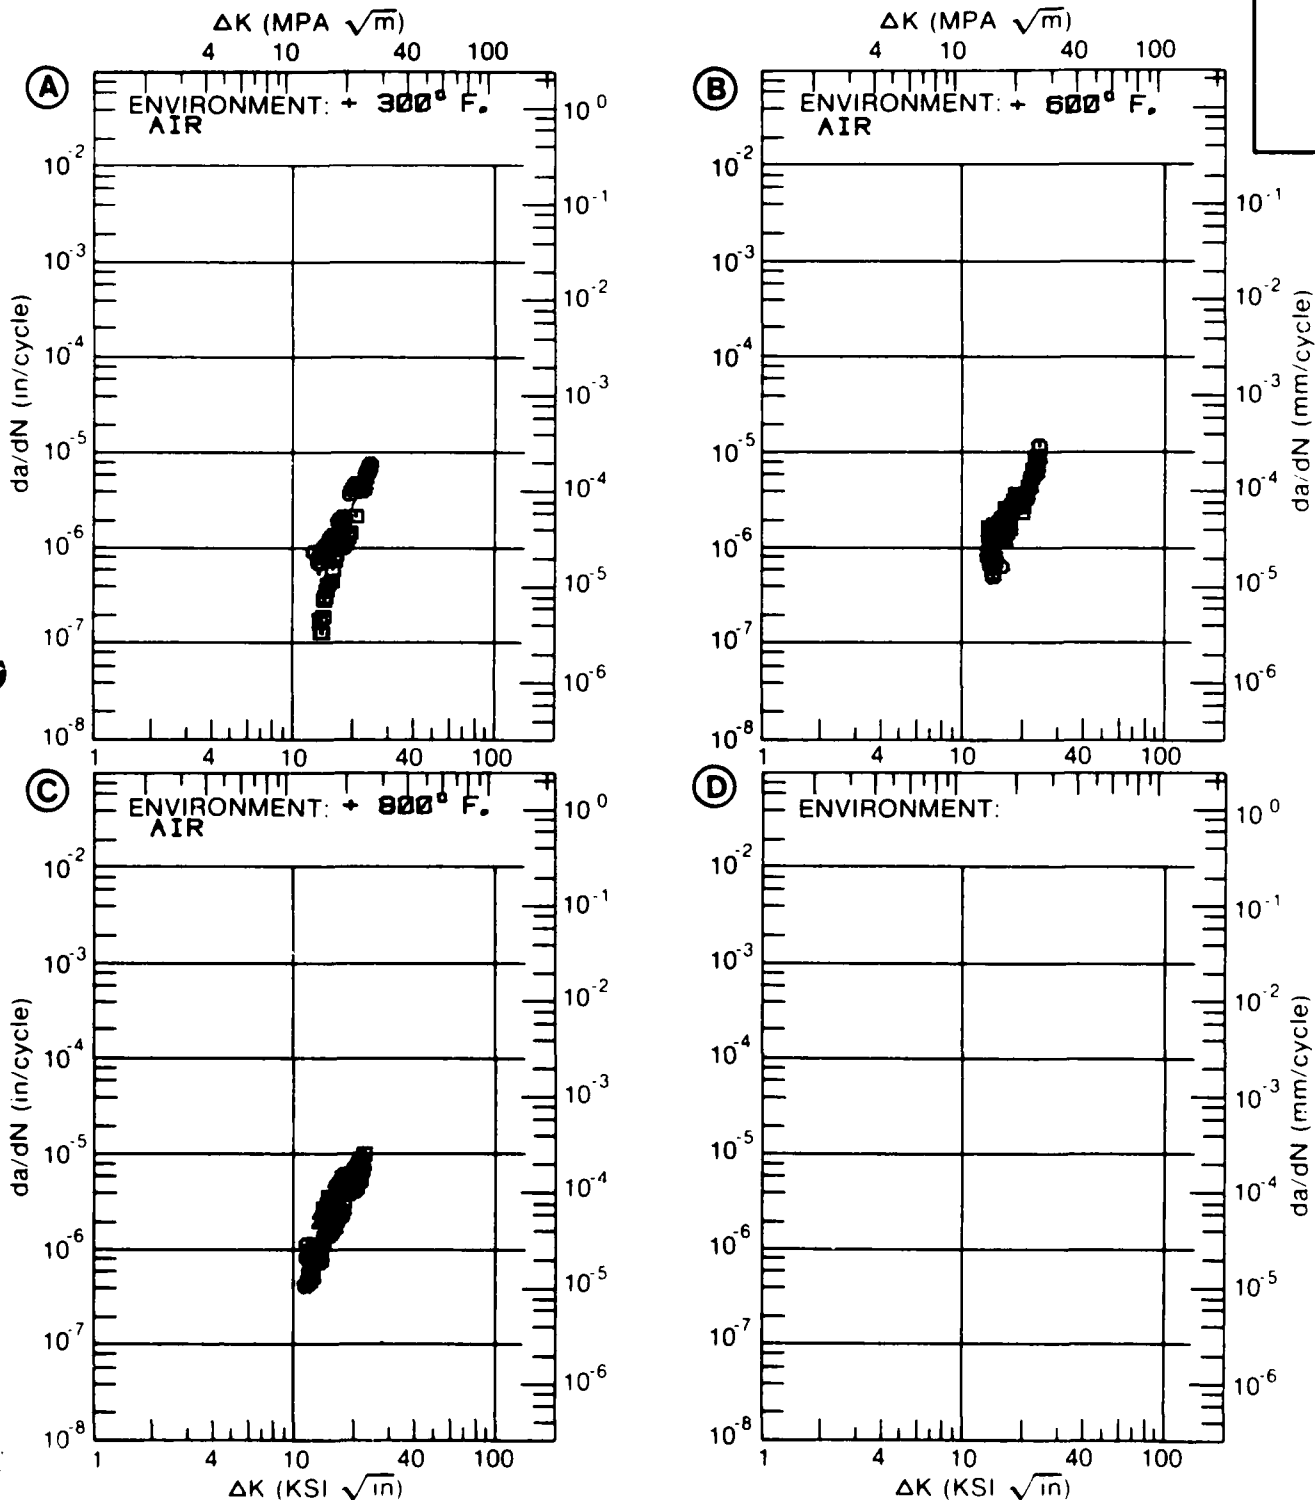 ΔK (MPA √m)
4 10 40 100
A
ENVIRONMENT: + 300° F.
AIR
da/dN (in/cycle)
10^-2
10^-3
10^-4
10^-5
10^-6
10^-7
10^-8
10^0
10^-1
10^-2
10^-3
10^-4
10^-5
10^-6
1 4 10 40 100
ΔK (MPA √m)
4 10 40 100
B
ENVIRONMENT: + 600° F.
AIR
10^-2
10^-3
10^-4
10^-5
10^-6
10^-7
10^-8
10^-1
10^-2
10^-3
10^-4
10^-5
10^-6
da/dN (mm/cycle)
1 4 10 40 100
C
ENVIRONMENT: + 800° F.
AIR
da/dN (in/cycle)
10^-2
10^-3
10^-4
10^-5
10^-6
10^-7
10^-8
10^0
10^-1
10^-2
10^-3
10^-4
10^-5
10^-6
1 4 10 40 100
ΔK (KSI √in)
D
ENVIRONMENT:
10^-2
10^-3
10^-4
10^-5
10^-6
10^-7
10^-8
10^0
10^-1
10^-2
10^-3
10^-4
10^-5
10^-6
da/dN (mm/cycle)
1 4 10 40 100
ΔK (KSI √in)